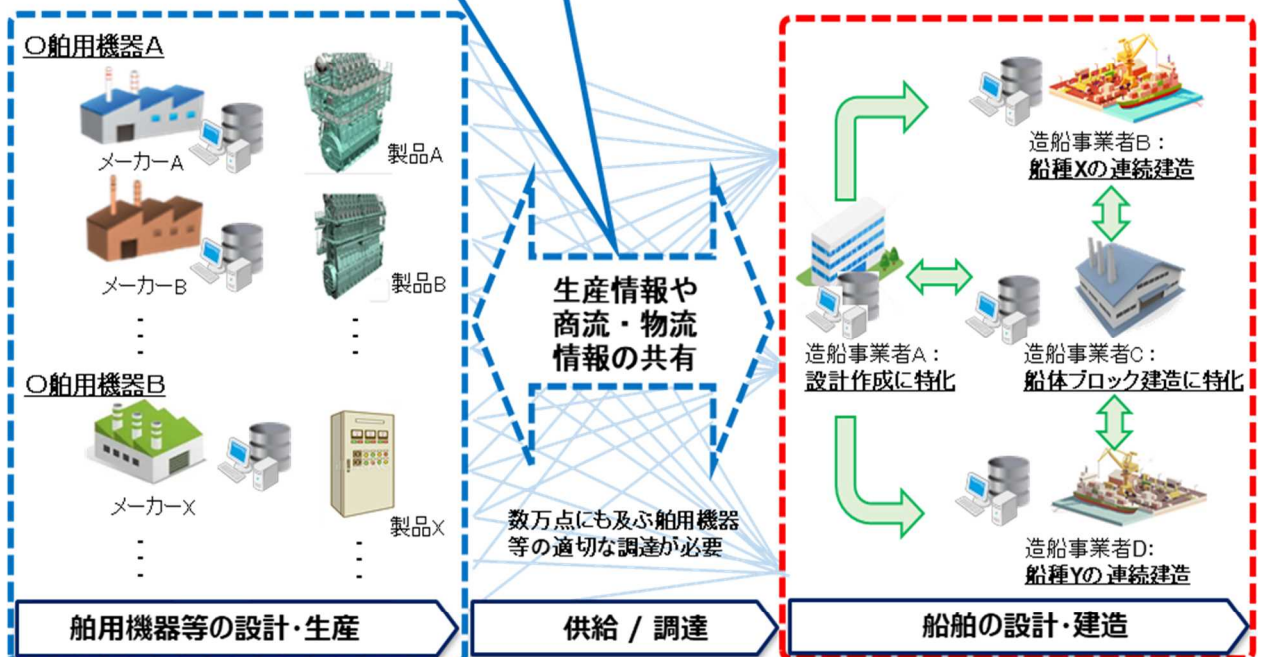 〇舶用機器A
メーカーA
製品A
メーカーB
製品B
〇舶用機器B
メーカーX
製品X
生産情報や
商流・物流
情報の共有
数万点にも及ぶ舶用機器
等の適切な調達が必要
造船事業者B：
船種Xの連続建造
造船事業者A：
設計作成に特化
造船事業者C：
船体ブロック建造に特化
造船事業者D：
船種Yの連続建造
舶用機器等の設計・生産
供給 / 調達
船舶の設計・建造